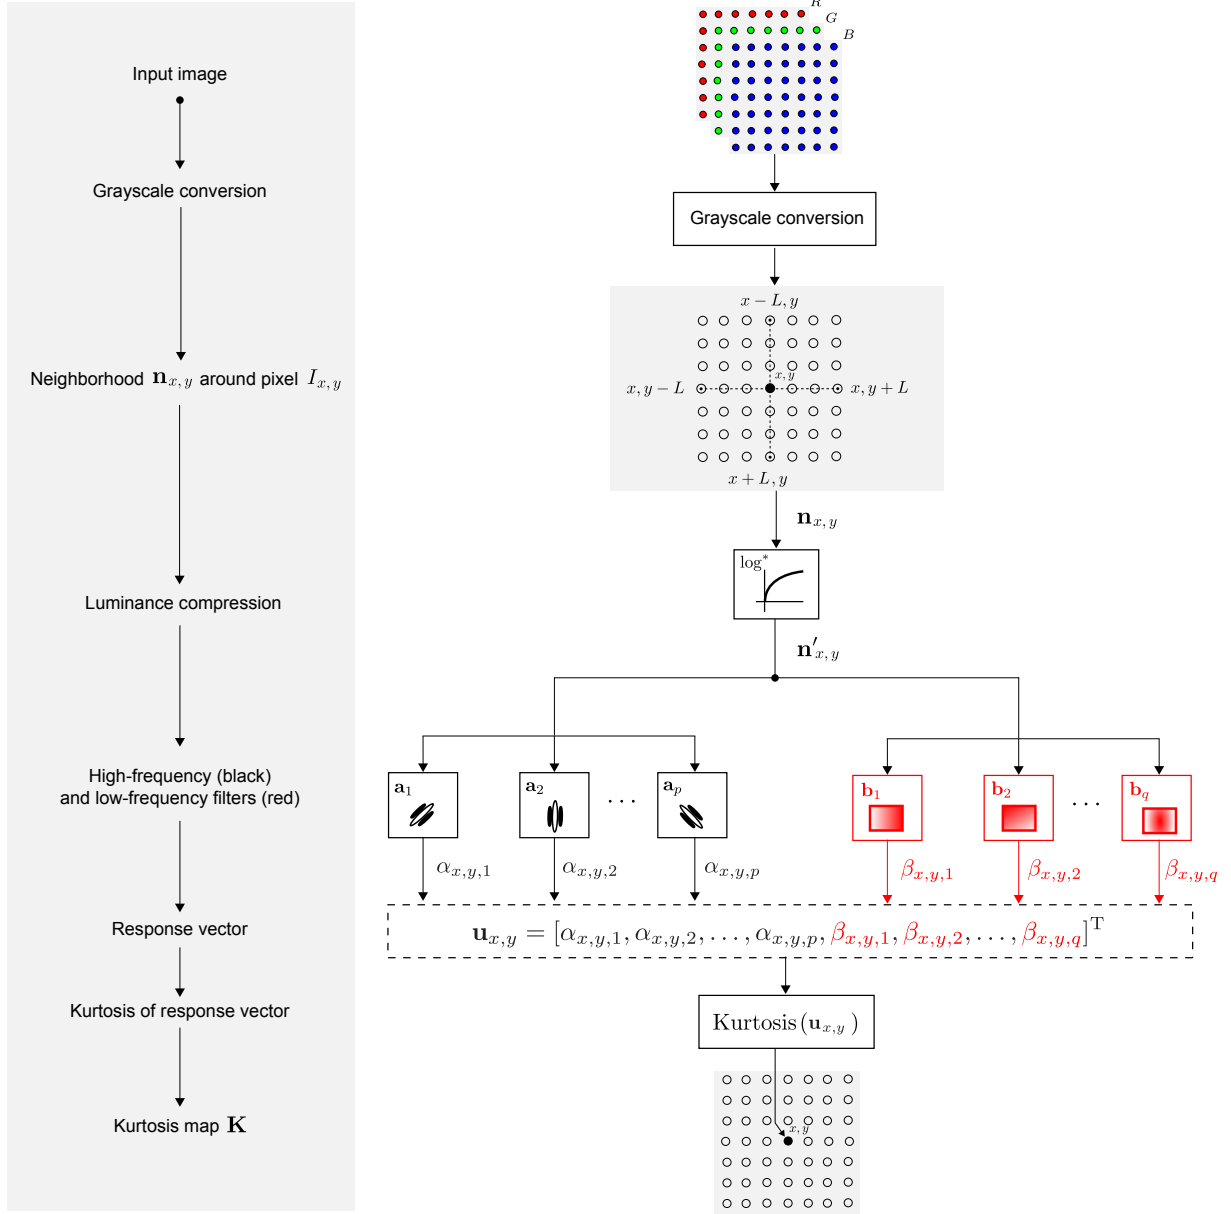 Input image
Grayscale conversion
Neighborhood n_{x,y} around pixel I_{x,y}
Luminance compression
High-frequency (black)
and low-frequency filters (red)
Response vector
Kurtosis of response vector
Kurtosis map K
R
G
B
Grayscale conversion
x − L, y
x, y
x, y − L
x, y + L
x + L, y
n_{x,y}
log*
n′_{x,y}
a_1
a_2
· · ·
a_p
b_1
b_2
· · ·
b_q
α_{x,y,1}
α_{x,y,2}
α_{x,y,p}
β_{x,y,1}
β_{x,y,2}
β_{x,y,q}
u_{x,y} = [α_{x,y,1}, α_{x,y,2}, . . . , α_{x,y,p}, β_{x,y,1}, β_{x,y,2}, . . . , β_{x,y,q}]^T
Kurtosis(u_{x,y})
x, y